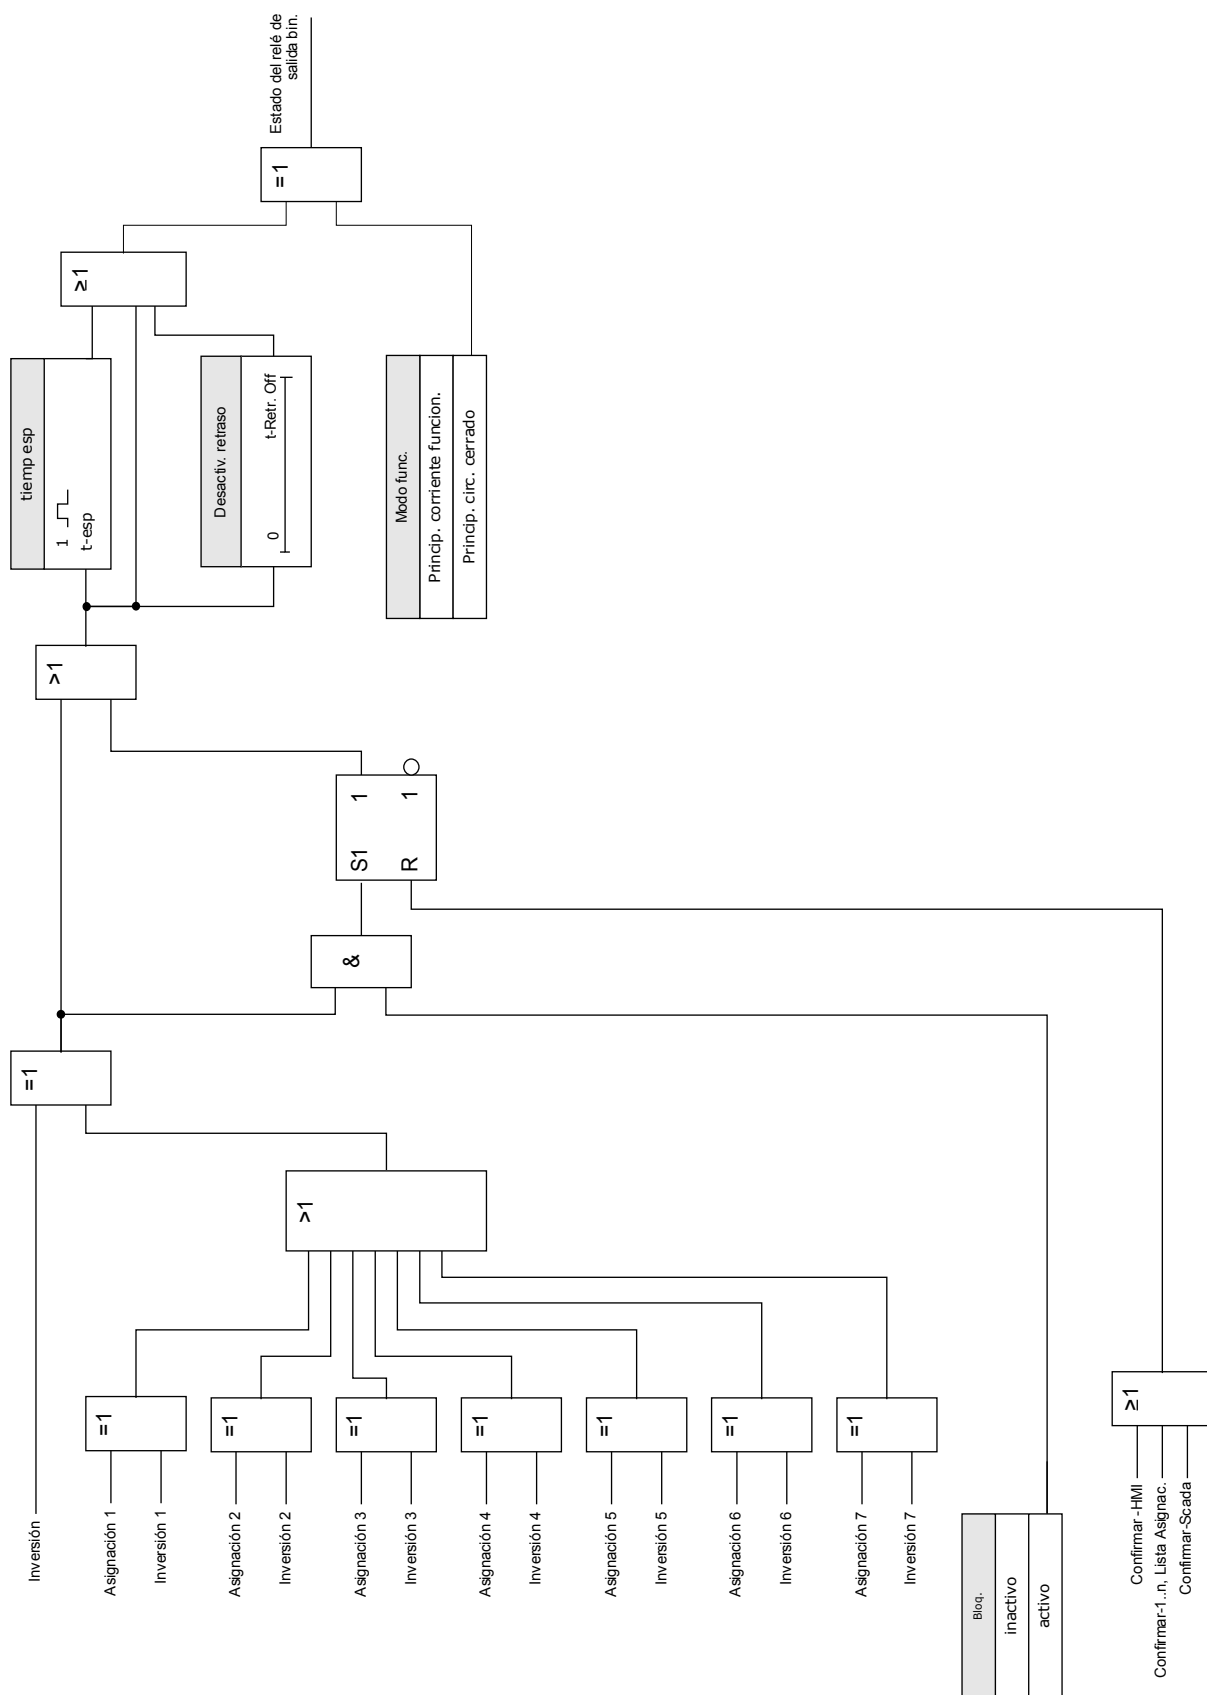 Inversión
Asignación 1
Inversión 1
Asignación 2
Inversión 2
Asignación 3
Inversión 3
Asignación 4
Inversión 4
Asignación 5
Inversión 5
Asignación 6
Inversión 6
Asignación 7
Inversión 7
Bloq.
inactivo
activo
Confirmar -HMI
Confirmar-1..n, Lista Asignac.
Confirmar-Scada
=1
=1
=1
=1
=1
=1
=1
≥1
>1
=1
&
S1 1
R 1
>1
tiemp esp
1
t-esp
Desactiv. retraso
0 t-Retr. Off
Modo func.
Princip. corriente funcion.
Princip. circ. cerrado
≥1
=1
Estado del relé de
salida bin.